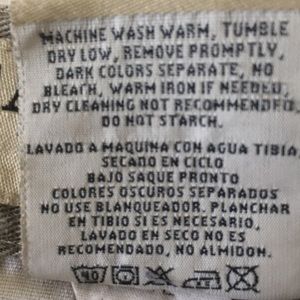 MACHINE WASH WARM, TUMBLE
DRY LOW, REMOVE PROMPTLY,
DARK COLORS SEPARATE, NO
BLEACH, WARM IRON IF NEEDED,
DRY CLEANING NOT RECOMMENDED,
DO NOT STARCH.
LAVADO A MAQUINA CON AGUA TIBIA,
SECADO EN CICLO
BAJO SAQUE PRONTO
COLORES OSCUROS SEPARADOS
NO USE BLANQUEADOR. PLANCHAR
EN TIBIO SI ES NECESARIO,
LAVADO EN SECO NO ES
RECOMENDADO, NO ALMIDON.
40